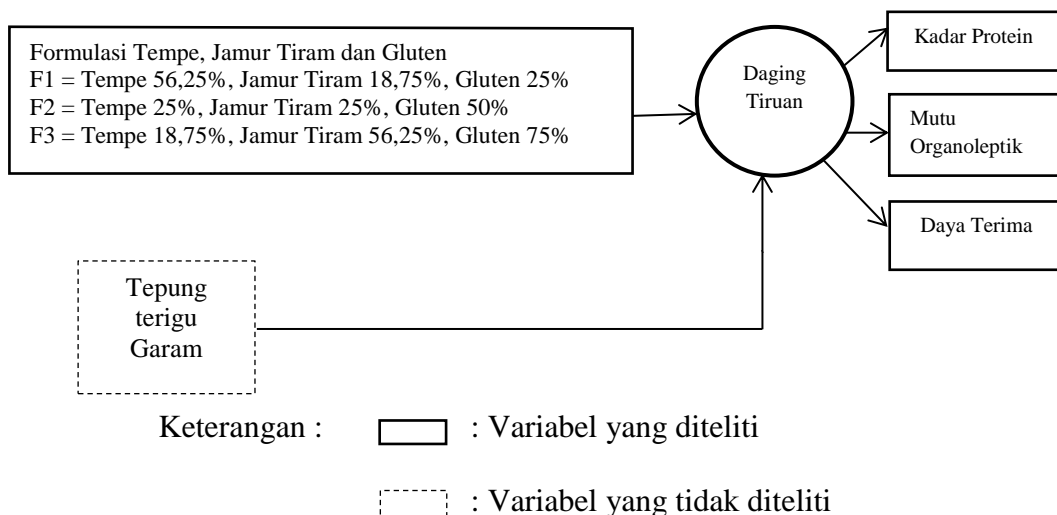 Formulasi Tempe, Jamur Tiram dan Gluten
F1 = Tempe 56,25%, Jamur Tiram 18,75%, Gluten 25%
F2 = Tempe 25%, Jamur Tiram 25%, Gluten 50%
F3 = Tempe 18,75%, Jamur Tiram 56,25%, Gluten 75%
Daging
Tiruan
Kadar Protein
Mutu
Organoleptik
Daya Terima
Tepung
terigu
Garam
Keterangan :
: Variabel yang diteliti
: Variabel yang tidak diteliti